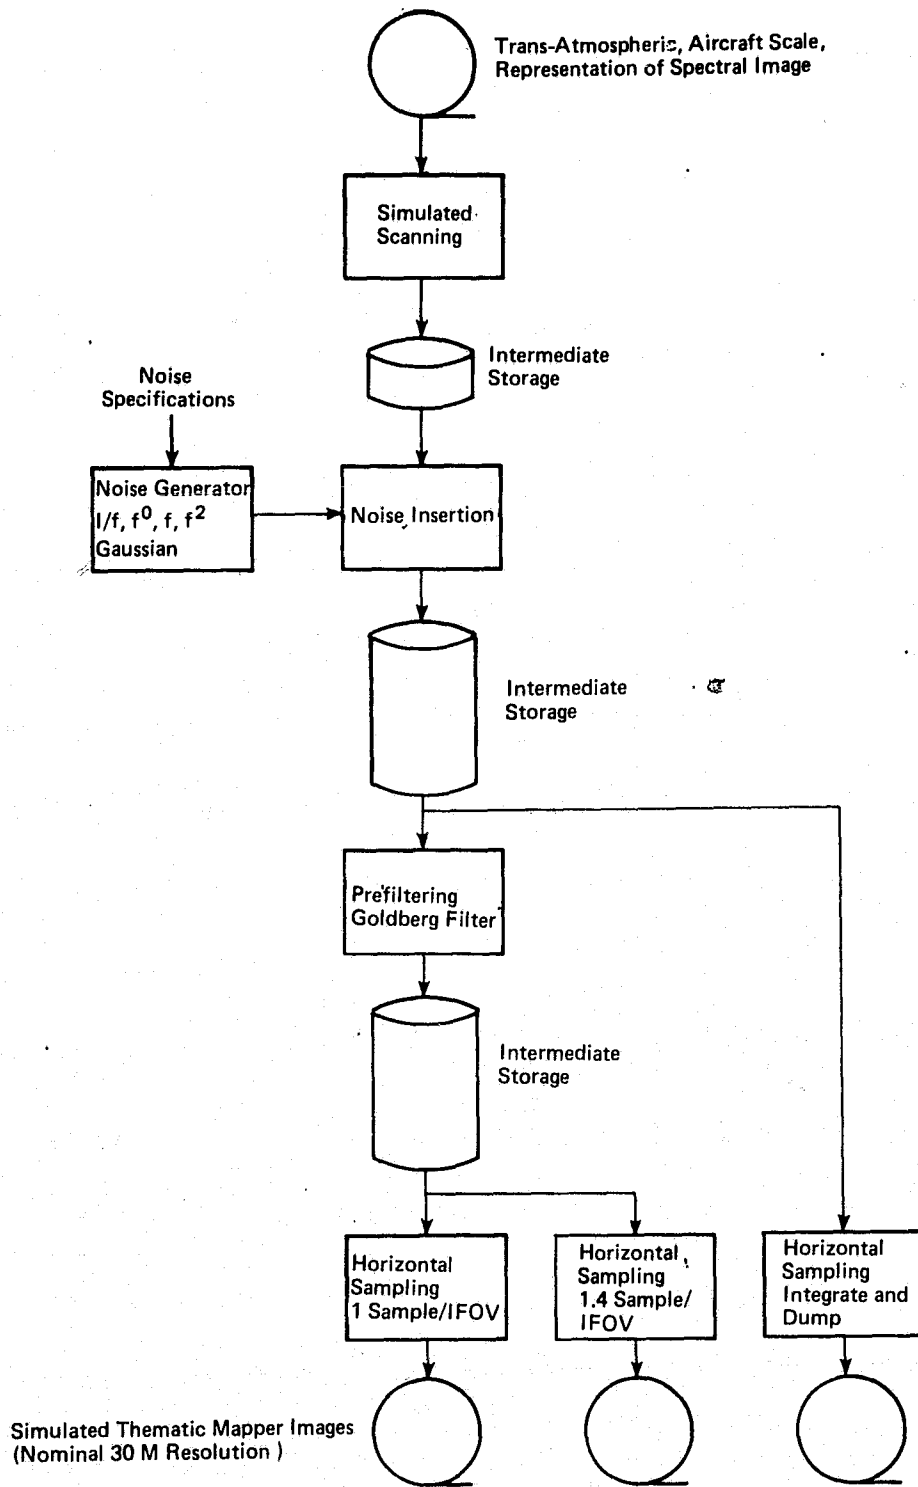 Trans-Atmospheric, Aircraft Scale,
Representation of Spectral Image
Simulated
Scanning
Intermediate
Storage
Noise
Specifications
Noise Generator
I/f, f⁰, f, f²
Gaussian
Noise Insertion
Intermediate
Storage
Prefiltering
Goldberg Filter
Intermediate
Storage
Horizontal
Sampling
1 Sample/IFOV
Horizontal
Sampling
1.4 Sample/
IFOV
Horizontal
Sampling
Integrate and
Dump
Simulated Thematic Mapper Images
(Nominal 30 M Resolution )